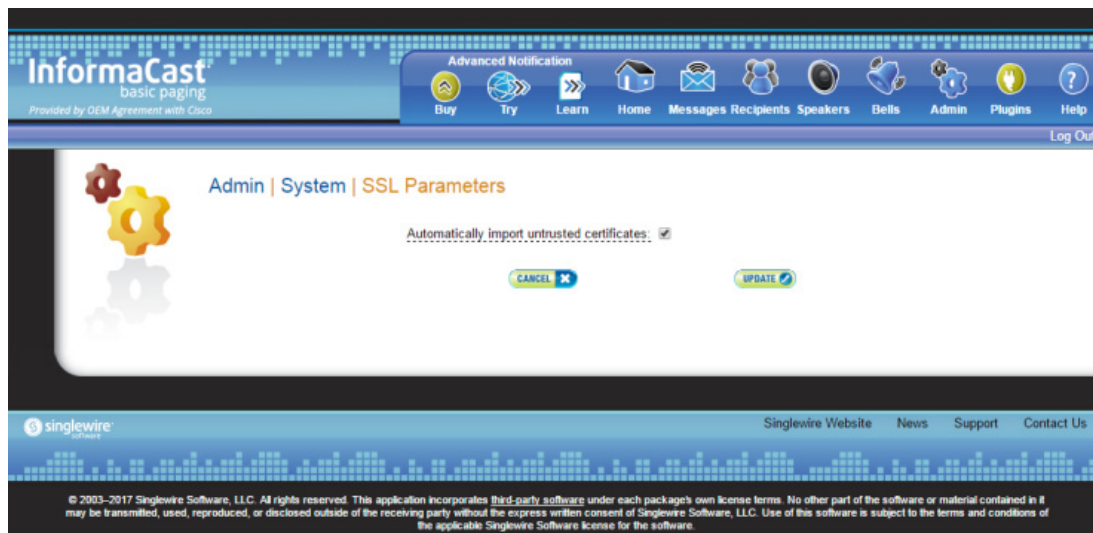 InformaCast
basic paging
Provided by OEM Agreement with Cisco
Advanced Notification
Buy
Try
Learn
Home
Messages
Recipients
Speakers
Bells
Admin
Plugins
Help
Log Out
Admin | System | SSL Parameters
Automatically import untrusted certificates:
CANCEL
UPDATE
singlewire
software
Singlewire Website
News
Support
Contact Us
© 2003–2017 Singlewire Software, LLC. All rights reserved. This application incorporates third-party software under each package's own license terms. No other part of the software or material contained in it
may be transmitted, used, reproduced, or disclosed outside of the receiving party without the express written consent of Singlewire Software, LLC. Use of this software is subject to the terms and conditions of
the applicable Singlewire Software license for the software.